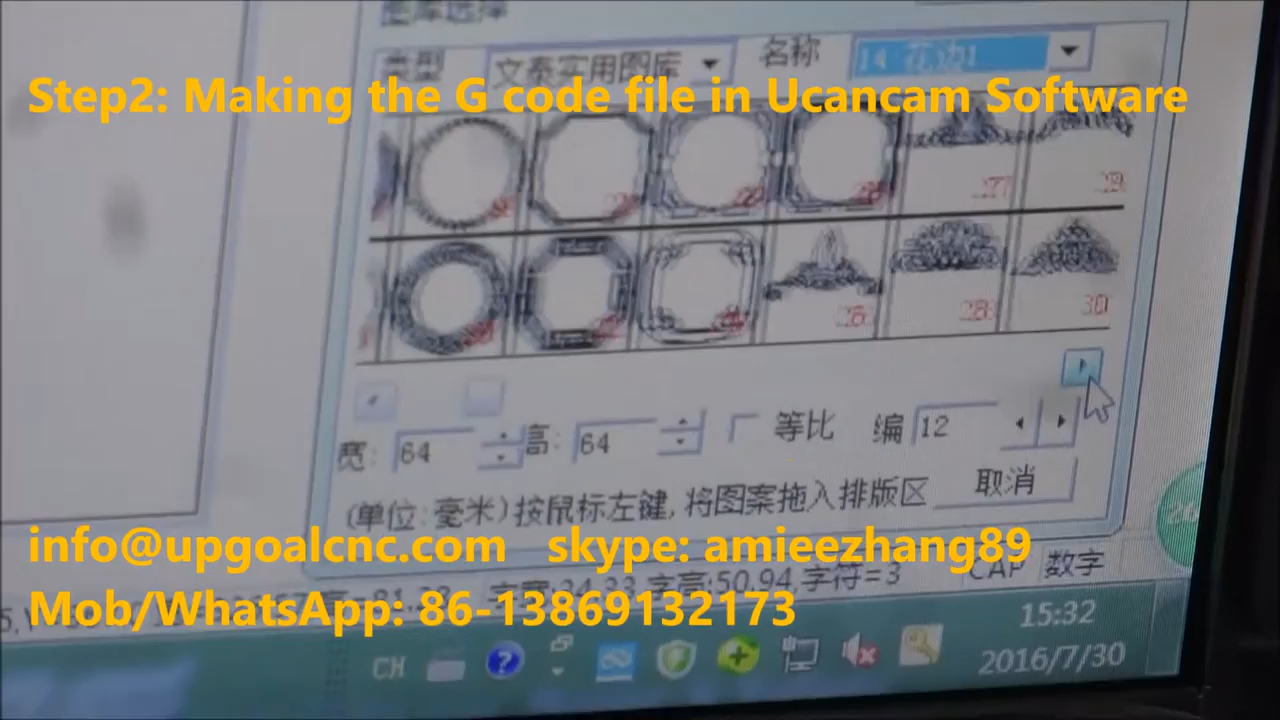 图库选择
类型 文泰实用图库 名称 14 花边1
Step2: Making the G code file in Ucancam Software
27
28
30
宽: 64 高: 64 等比 编 12
(单位:毫米)按鼠标左键,将图案拖入排版区 取消
info@upgoalcnc.com skype: amieezhang89
字宽:34.33,字高:50.94,字符=3 CAP 数字
Mob/WhatsApp: 86-13869132173
15:32
CH
2016/7/30